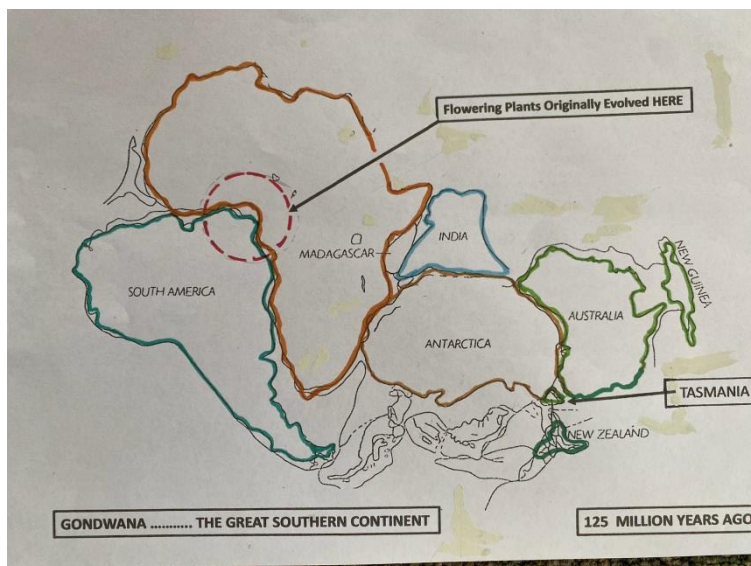 Flowering Plants Originally Evolved HERE
INDIA
MADAGASCAR
NEW GUINEA
SOUTH AMERICA
AUSTRALIA
ANTARCTICA
TASMANIA
NEW ZEALAND
GONDWANA ........... THE GREAT SOUTHERN CONTINENT
125 MILLION YEARS AGO